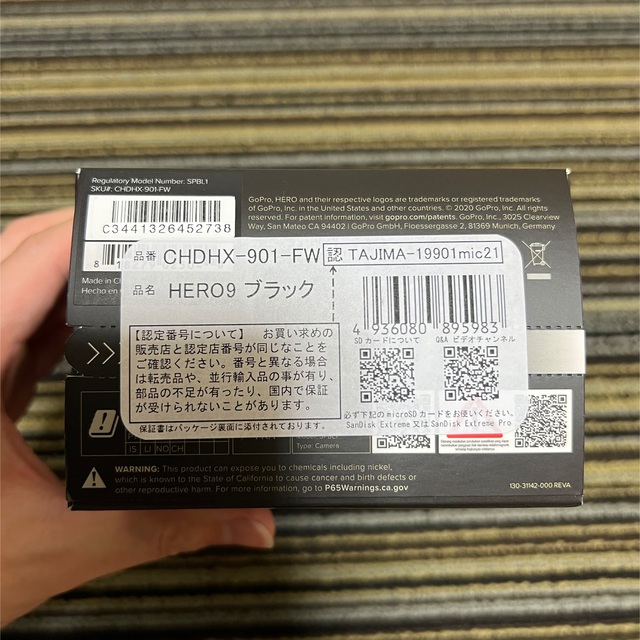 Regulatory Model Number: SPBL1
SKU#: CHDHX-901-FW
C3441326452738
GoPro, HERO and their respective logos are trademarks or registered trademarks
of GoPro, Inc. in the United States and other countries. © 2020 GoPro, Inc. All rights
reserved. For patent information, visit gopro.com/patents. GoPro, Inc., 3025 Clearview
Way, San Mateo CA 94402 | GoPro GmbH, Floessergasse 2, 81369 Munich, Germany
Made in
Hecho en
品番 CHDHX-901-FW 認 TAJIMA-19901mic21
品名 HERO9 ブラック
4 936080 895983
SDカードについて Q&A ビデオチャンネル
【認定番号について】 お買い求めの
販売店と認定店番号が同じなことを
ご確認ください。番号と異なる場合
は転売品や、並行輸入品の事が有り、
部品の不足が有ったり、国内で保証
が受けられないことがあります。
保証書はパッケージ裏面に添付されております。
必ず下記のmicroSDカードをお使いください。
SanDisk Extreme 又は SanDisk Extreme Pro
IS LI NO CH
Type: Camera
WARNING: This product can expose you to chemicals including nickel,
which is known to the State of California to cause cancer and birth defects or
other reproductive harm. For more information, go to P65Warnings.ca.gov
130-31142-000 REVA